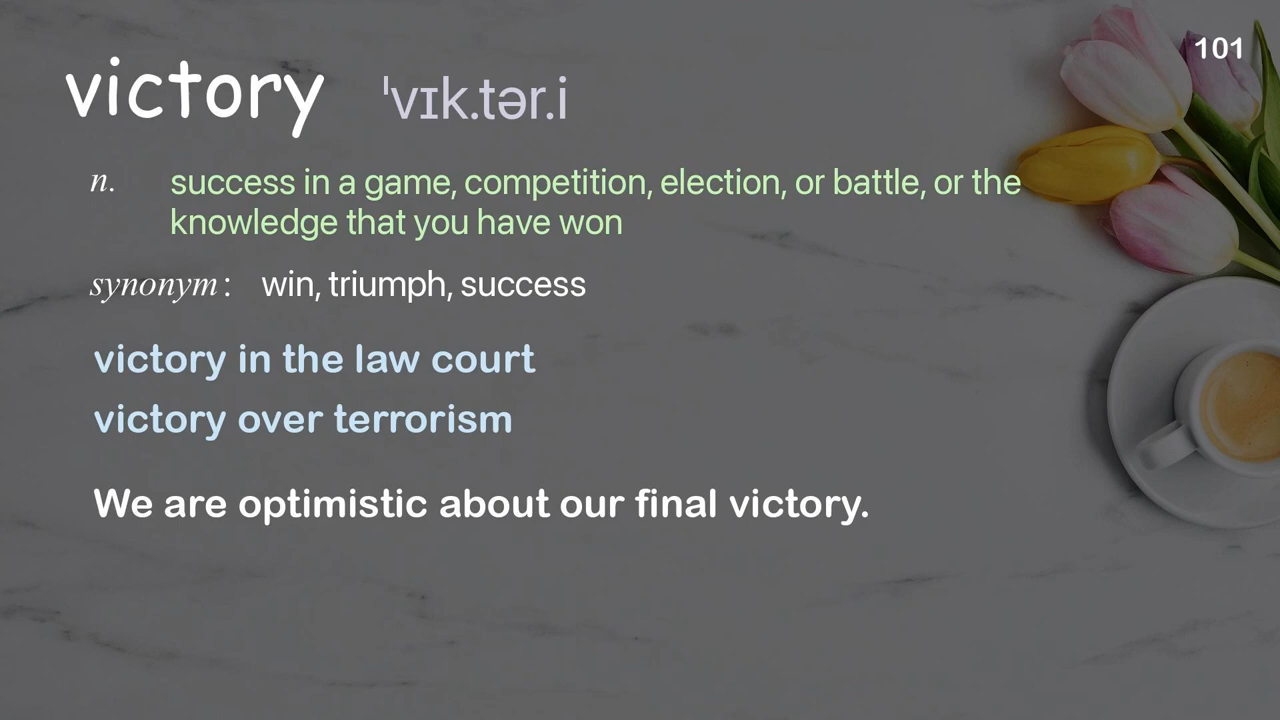 101
victory ˈvɪk.tər.i
n. success in a game, competition, election, or battle, or the
knowledge that you have won
synonym: win, triumph, success
victory in the law court
victory over terrorism
We are optimistic about our final victory.